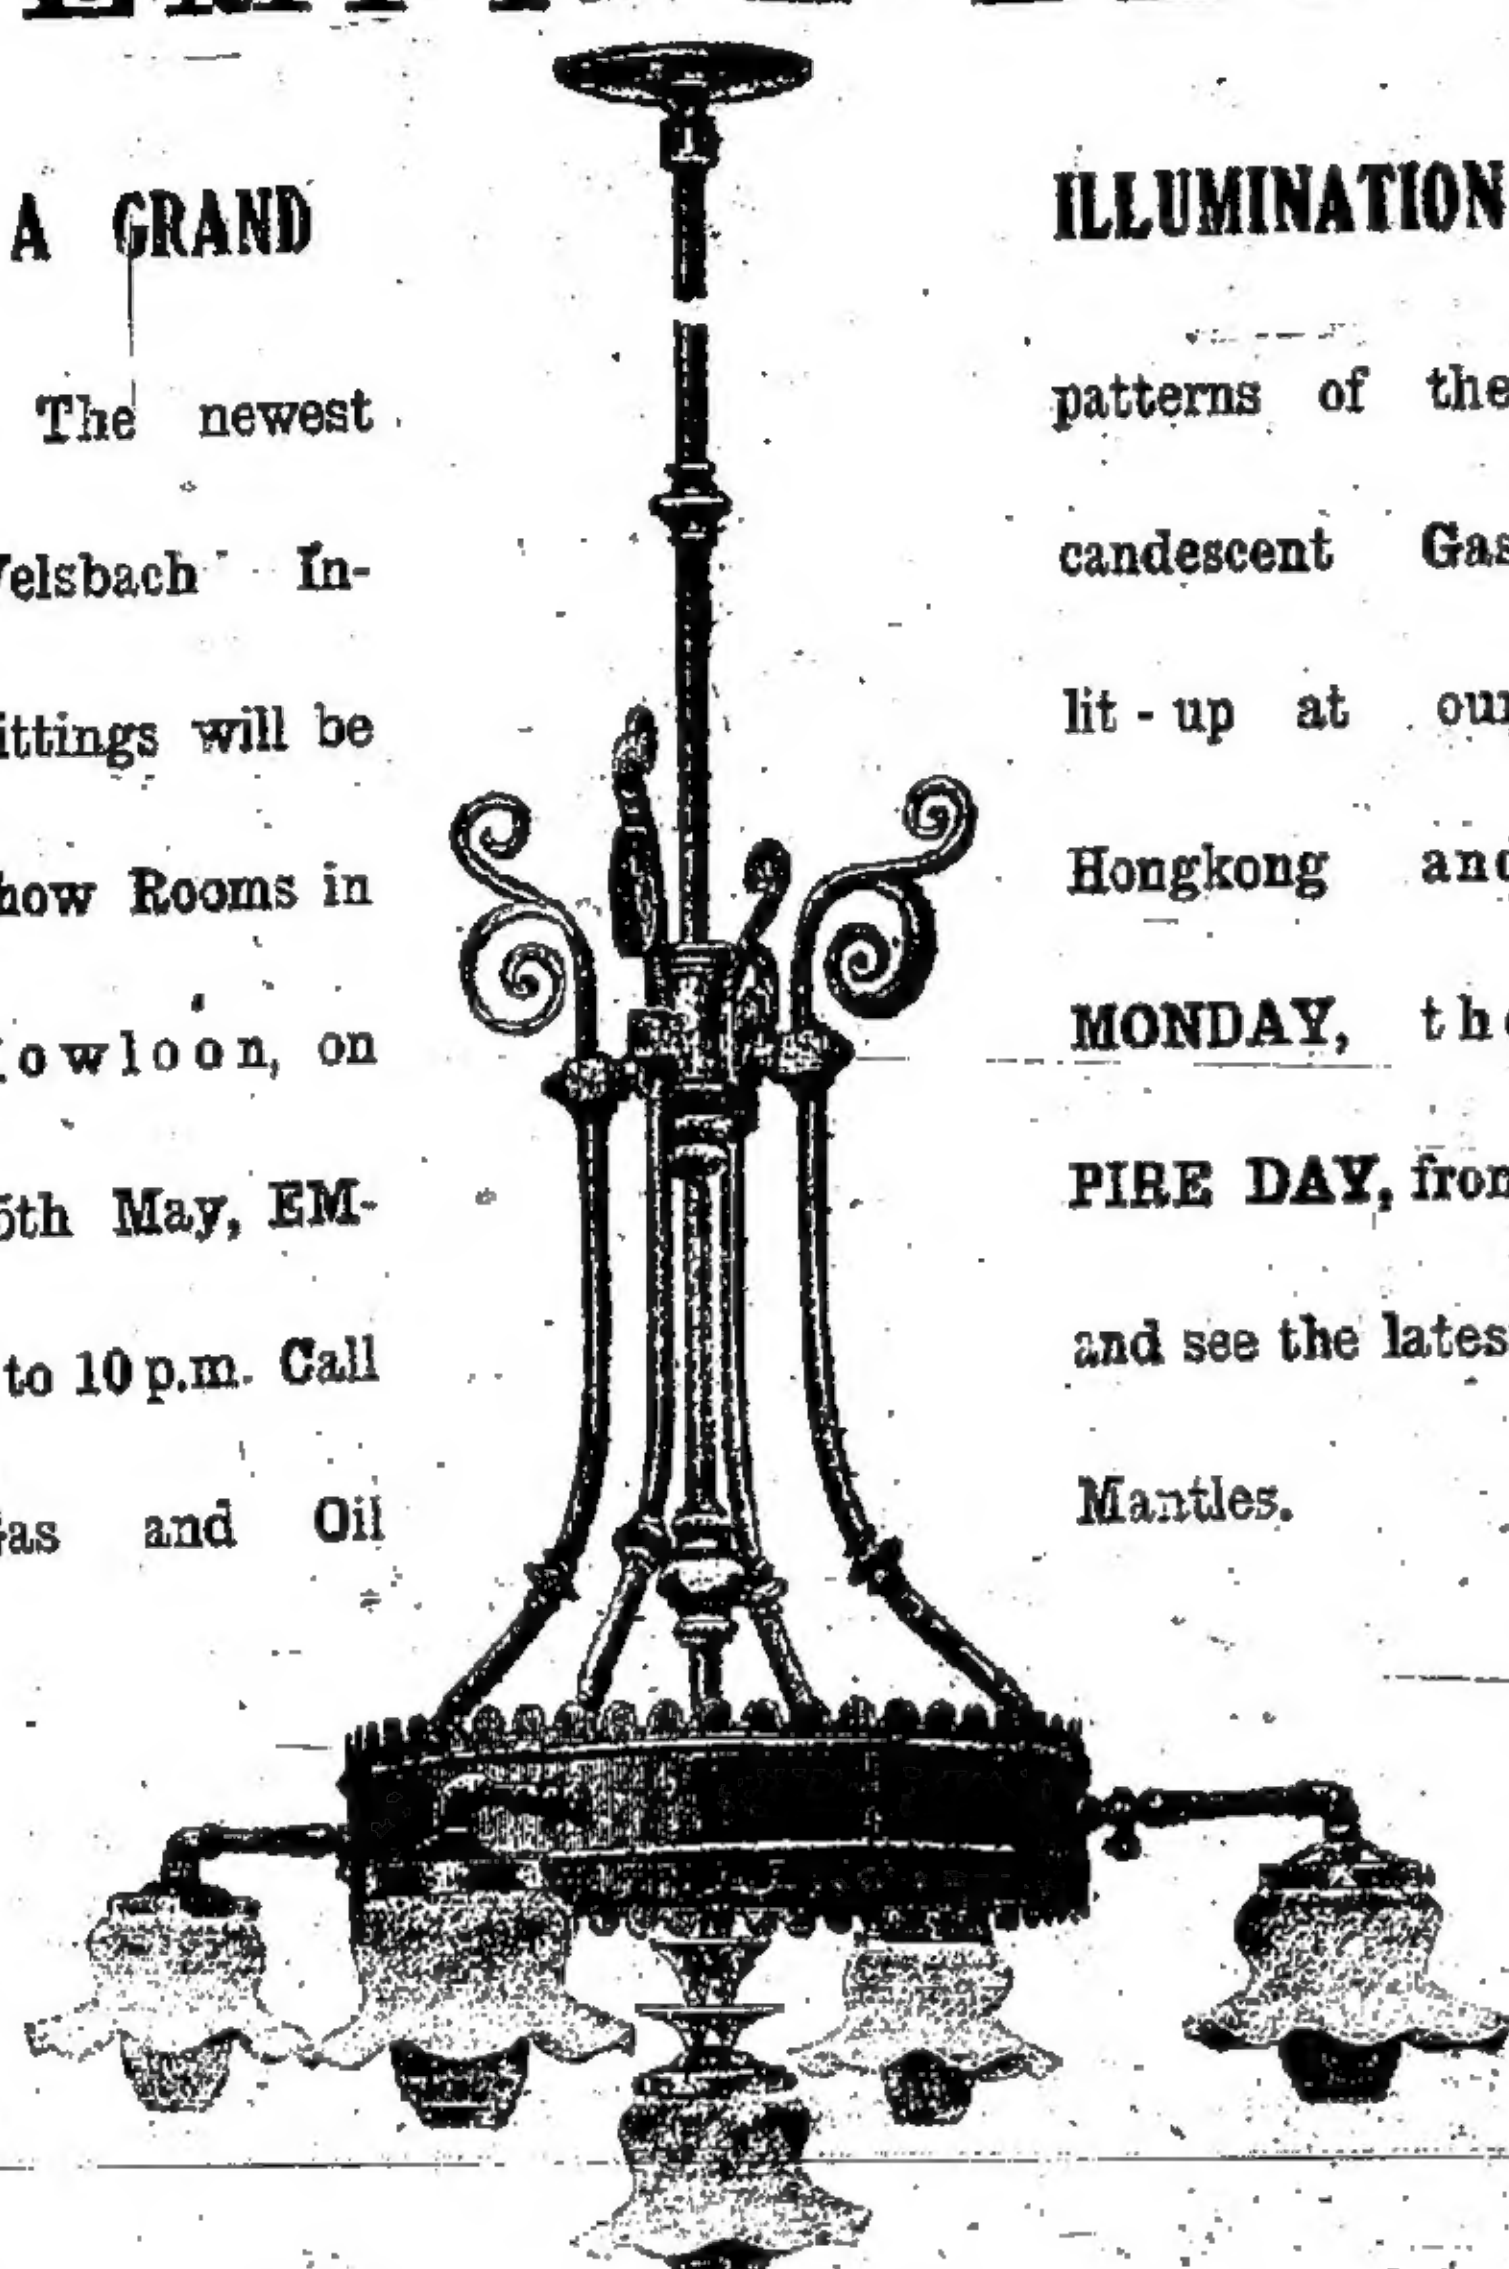 A GRAND ILLUMINATION
The newest patterns of the
elsbach In- candescent Gas
ittings will be lit-up at our
how Rooms in Hongkong and
owloon, on MONDAY, the
5th May, EM- PIRE DAY, from
to 10 p.m. Call and see the lates
as and Oil Mantles.